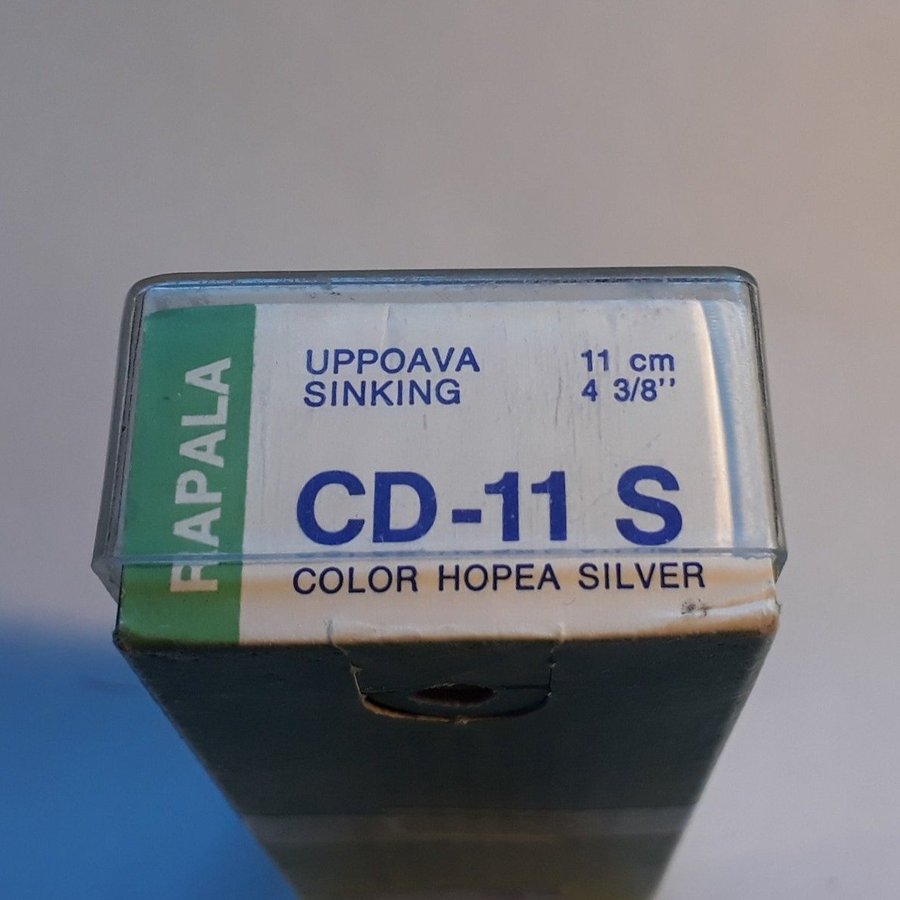 RAPALA
UPPOAVA 11 cm
SINKING 4 3/8''
CD-11 S
COLOR HOPEA SILVER